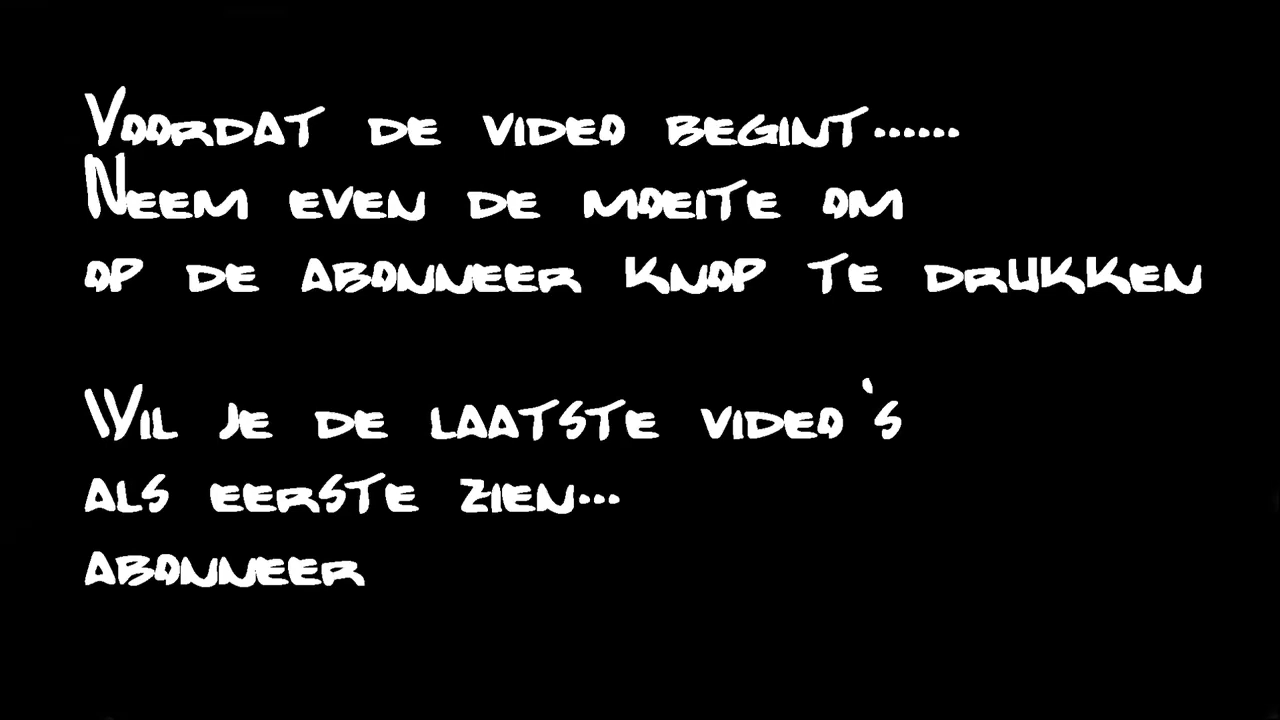 Voordat de video begint......
Neem even de moeite om
op de abonneer knop te drukken
Wil je de laatste video`s
als eerste zien...
abonneer